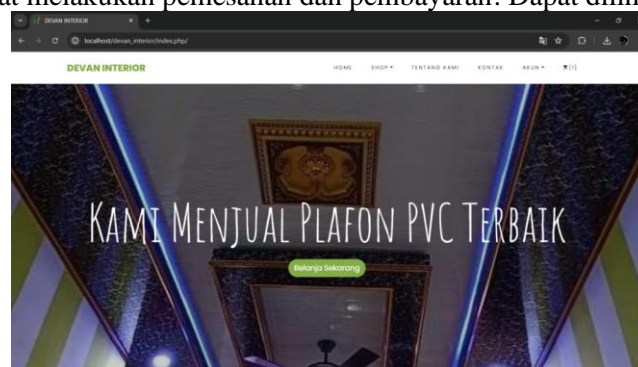 at melakukan pemesanan dan pembayaran. Dapat dilih
DEVAN INTERIOR
localhost/devan_interior/index.php/
DEVAN INTERIOR HOME SHOP TENTANG KAMI KONTAK AKUN [1]
Kami Menjual Plafon PVC Terbaik
Belanja Sekarang